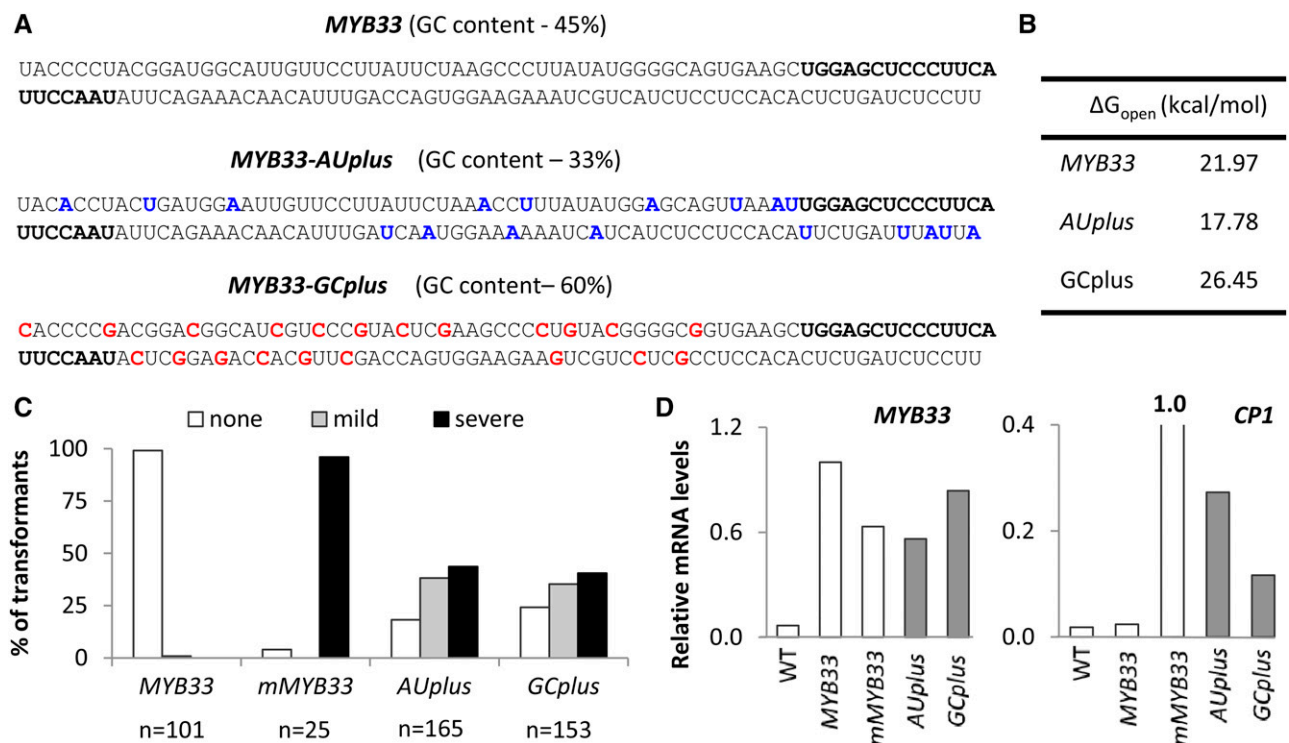 A
MYB33 (GC content - 45%)
UACCCCUACGGAUGGCAUUGUUCCUUAUUCUAAGCCCUUAUAUGGGGCAGUGAAGCUGGAGCUCCCUUCA
UUCCAAUAUUCAGAAACAACAUUUGACCAGUGGAAGAAAUCGUCAUCUCCUCCACACUCUGAUCUCCUU
MYB33-AUplus (GC content – 33%)
UACACCUACUGAUGGAAUUGUUCCUUAUUCUAAACCUUUAUAUGGAGCAGUUAAAUUGGAGCUCCCUUCA
UUCCAAUAUUCAGAAACAACAUUUGAUCAAUGGAAAAAAUCAUCAUCUCCUCCACAUUCUGAUUUAUUA
MYB33-GCplus (GC content– 60%)
CACCCCGACGGACGGCAUCGUCCCGUACUCGAAGCCCCUGUACGGGGCGGUGAAGCUGGAGCUCCCUUCA
UUCCAAUACUCGGAGACCACGUUCGACCAGUGGAAGAAGUCGUCCUCGCCUCCACACUCUGAUCUCCUU
B
ΔGopen (kcal/mol)
MYB33 21.97
AUplus 17.78
GCplus 26.45
C
none mild severe
% of transformants
100
75
50
25
0
MYB33 mMYB33 AUplus GCplus
n=101 n=25 n=165 n=153
D
Relative mRNA levels
MYB33
1.2
0.6
0.0
WT MYB33 mMYB33 AUplus GCplus
1.0 CP1
0.4
0.2
0.0
WT MYB33 mMYB33 AUplus GCplus